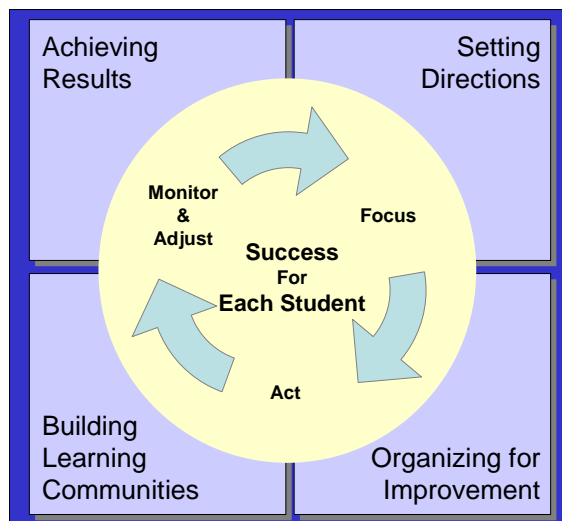 Achieving
Results
Setting
Directions
Monitor
&
Adjust
Focus
Success
For
Each Student
Act
Building
Learning
Communities
Organizing for
Improvement